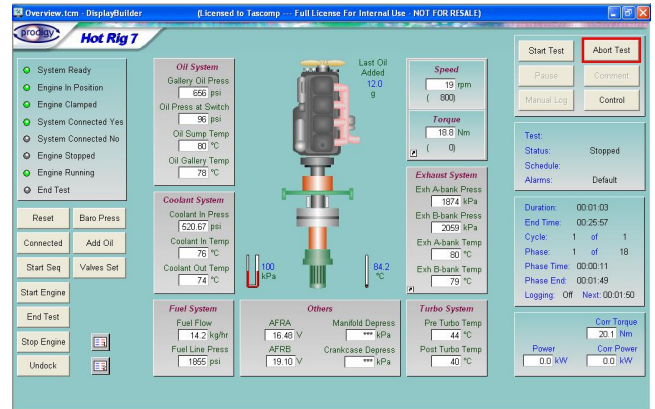 Overview.tcm - DisplayBuilder (Licensed to Tascomp --- Full License For Internal Use - NOT FOR RESALE)
prodigy Hot Rig 7
System Ready
Engine In Position
Engine Clamped
System Connected Yes
System Connected No
Engine Stopped
Engine Running
End Test
Reset Baro Press
Connected Add Oil
Start Seq Valves Set
Start Engine
End Test
Stop Engine
Undock
Oil System
Gallery Oil Press
656 psi
Oil Press at Switch
96 psi
Oil Sump Temp
80 °C
Oil Gallery Temp
78 °C
Coolant System
Coolant In Press
520.67 psi
Coolant In Temp
76 °C
Coolant Out Temp
74 °C
Fuel System
Fuel Flow
14.2 kg/hr
Fuel Line Press
1855 psi
Last Oil
Added
12.0
g
100
kPa
84.2
°C
Others
AFRA Manifold Depress
16.48 V *** kPa
AFRB Crankcase Depress
19.10 V *** kPa
Speed
19 rpm
( 800)
Torque
18.8 Nm
( 0)
Exhaust System
Exh A-bank Press
1874 kPa
Exh B-bank Press
2059 kPa
Exh A-bank Temp
80 °C
Exh B-bank Temp
79 °C
Turbo System
Pre Turbo Temp
44 °C
Post Turbo Temp
40 °C
Start Test Abort Test
Pause Comment
Manual Log Control
Test:
Status: Stopped
Schedule:
Alarms: Default
Duration: 00:01:03
End Time: 00:25:57
Cycle: 1 of 1
Phase: 1 of 18
Phase Time: 00:00:11
Phase End: 00:01:49
Logging: Off Next: 00:01:50
Corr Torque
20.1 Nm
Power Corr Power
0.0 kW 0.0 kW